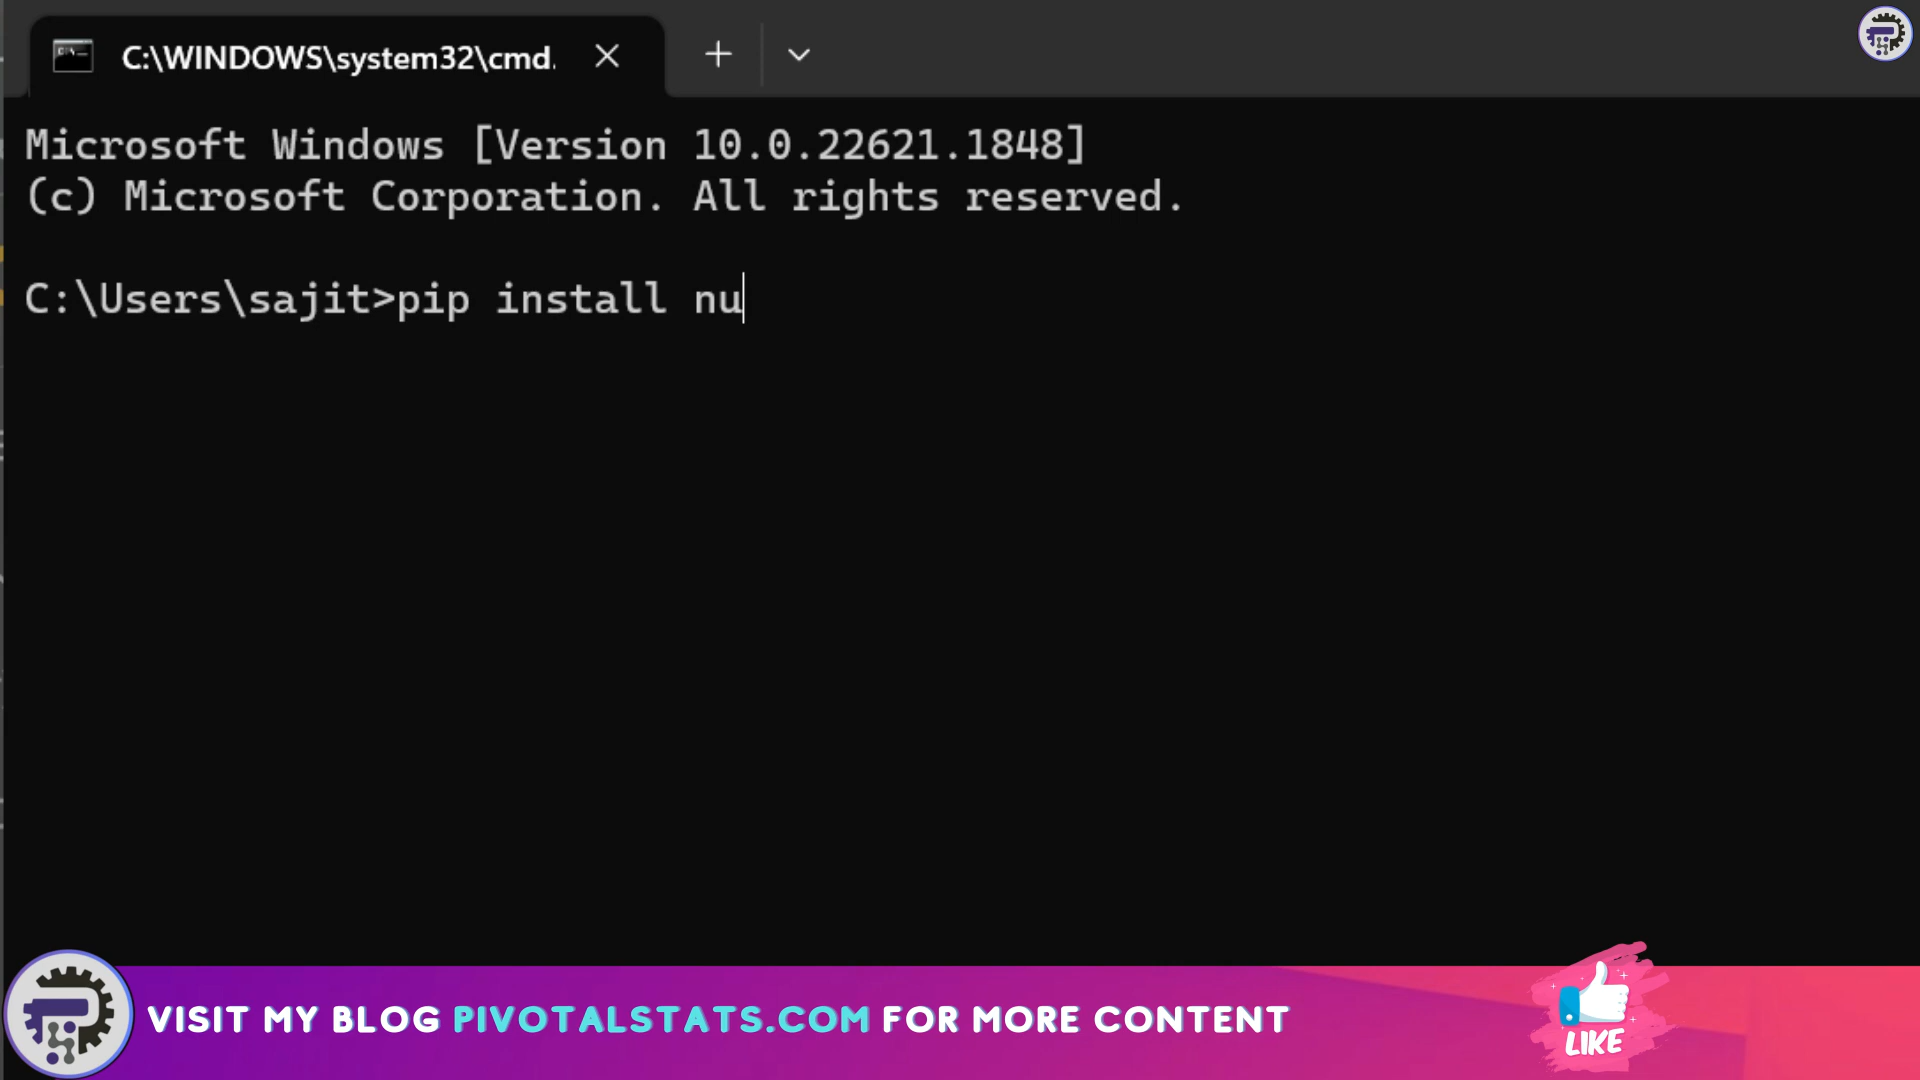 C:\WINDOWS\system32\cmd.
Microsoft Windows [Version 10.0.22621.1848]
(c) Microsoft Corporation. All rights reserved.
C:\Users\sajit>pip install nu
VISIT MY BLOG PIVOTALSTATS.COM FOR MORE CONTENT
LIKE